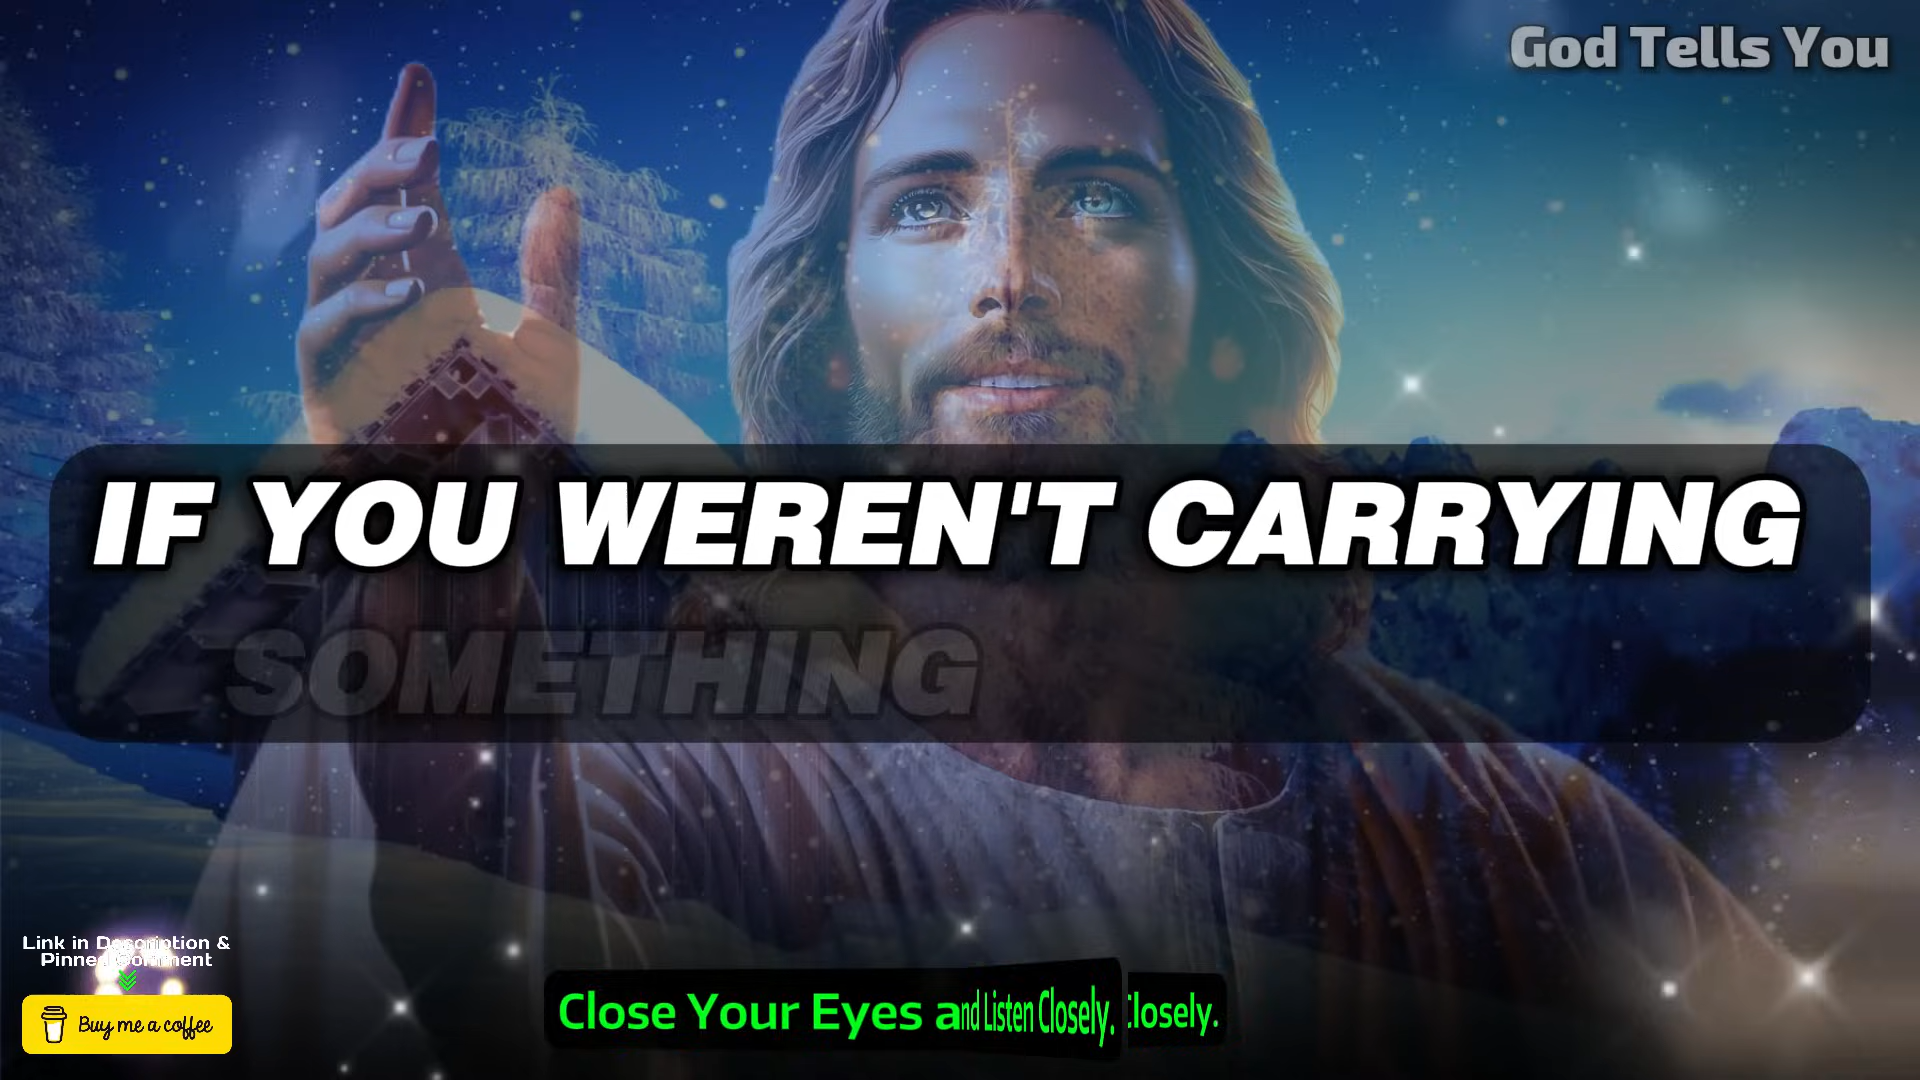 God Tells You
IF YOU WEREN'T CARRYING
SOMETHING
Link in Description &
Pinned Comment
Buy me a coffee
Close Your Eyes and Listen Closely. Closely.